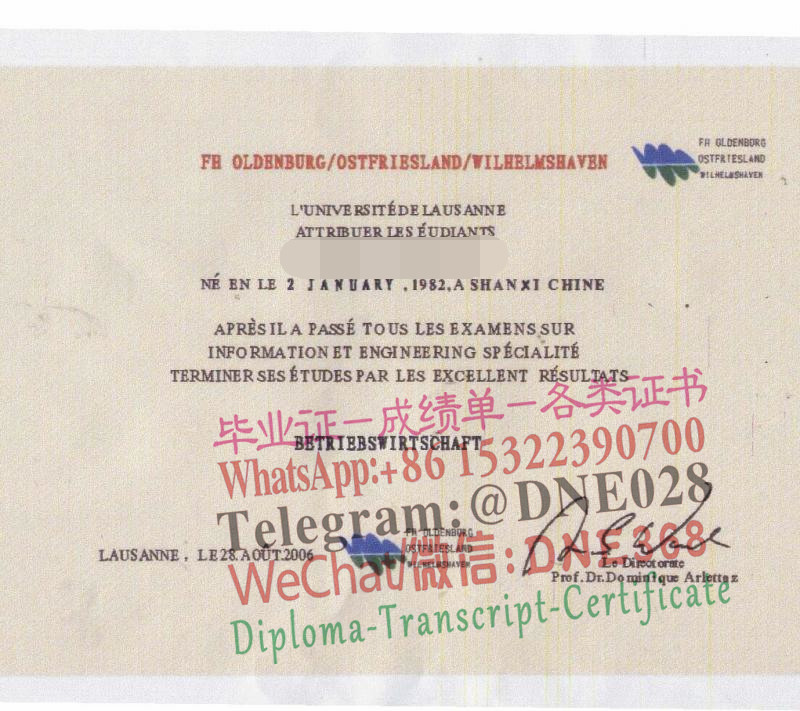 FH OLDENBURG/OSTFRIESLAND/WILHELMSHAVEN
FH OLDENBURG
OSTFRIESLAND
WILHELMSHAVEN
L'UNIVERSITÉ DE LAUSANNE
ATTRIBUER LES ÉUDIANTS
NÉ EN LE 2 JANUARY ,1982, A SHANXI CHINE
APRÈS IL A PASSÉ TOUS LES EXAMENS SUR
INFORMATION ET ENGINEERING SPÉCIALITÉ
TERMINER SES ÉTUDES PAR LES EXCELLENT RÉSULTATS
毕业证－成绩单－各类证书
BETRIEBSWIRTSCHAFT
WhatsApp:+86 15322390700
Telegram:@DNE028
FH OLDENBURG
OSTFRIESLAND
WILHELMSHAVEN
LAUSANNE , LE 28. AOÛT 2006
WeChat/微信:DNE368
Le Directorate
Prof.Dr.Dominique Arlettaz
Diploma-Transcript-Certificate